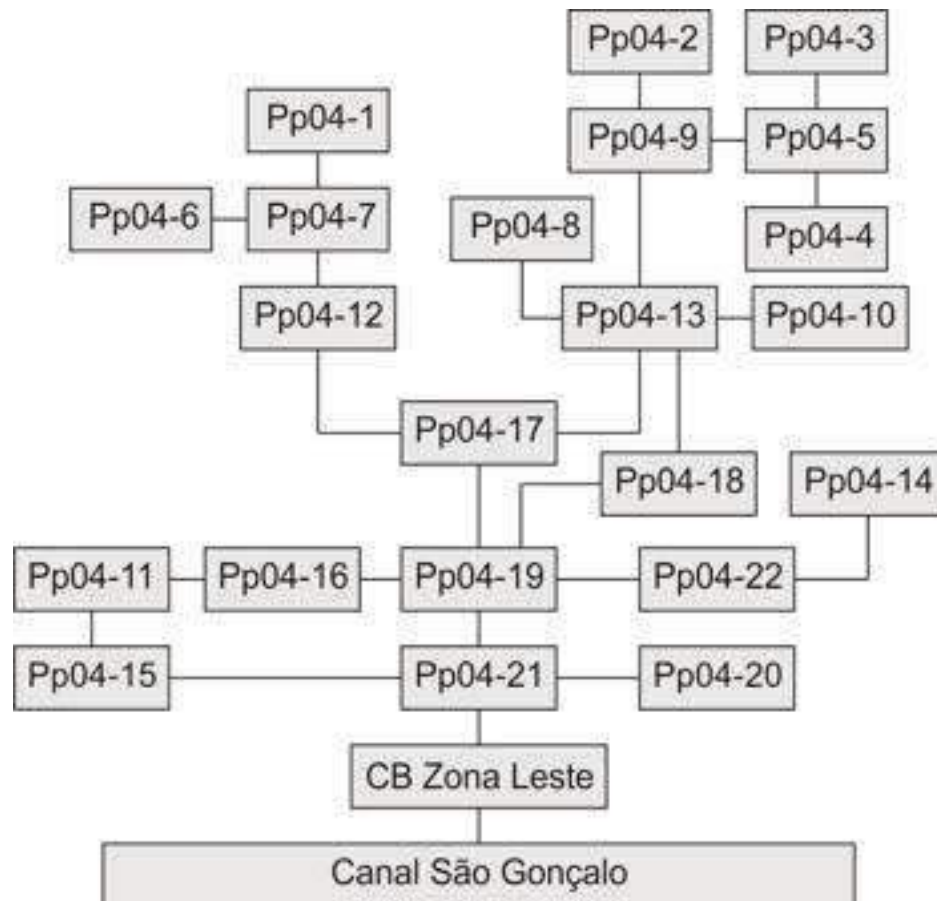 Pp04-2
Pp04-3
Pp04-1
Pp04-9
Pp04-5
Pp04-6
Pp04-7
Pp04-8
Pp04-4
Pp04-12
Pp04-13
Pp04-10
Pp04-17
Pp04-18
Pp04-14
Pp04-11
Pp04-16
Pp04-19
Pp04-22
Pp04-15
Pp04-21
Pp04-20
CB Zona Leste
Canal São Gonçalo